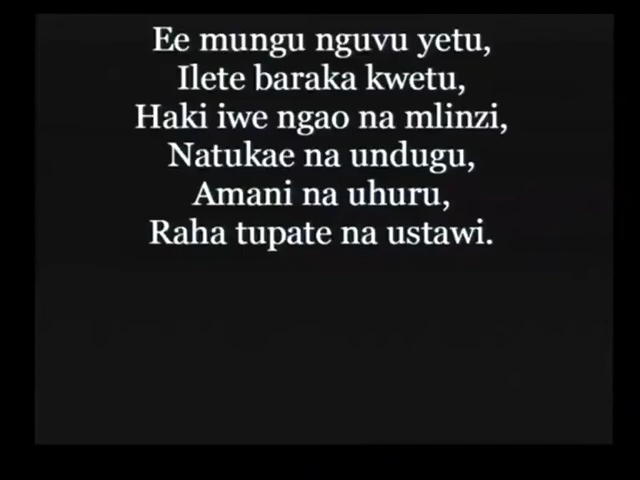 Ee mungu nguvu yetu,
Ilete baraka kwetu,
Haki iwe ngao na mlinzi,
Natukae na undugu,
Amani na uhuru,
Raha tupate na ustawi.